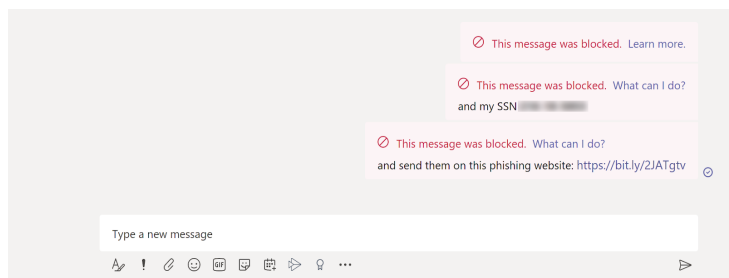 This message was blocked. Learn more.
This message was blocked. What can I do?
and my SSN
This message was blocked. What can I do?
and send them on this phishing website: https://bit.ly/2JATgtv
Type a new message
GIF